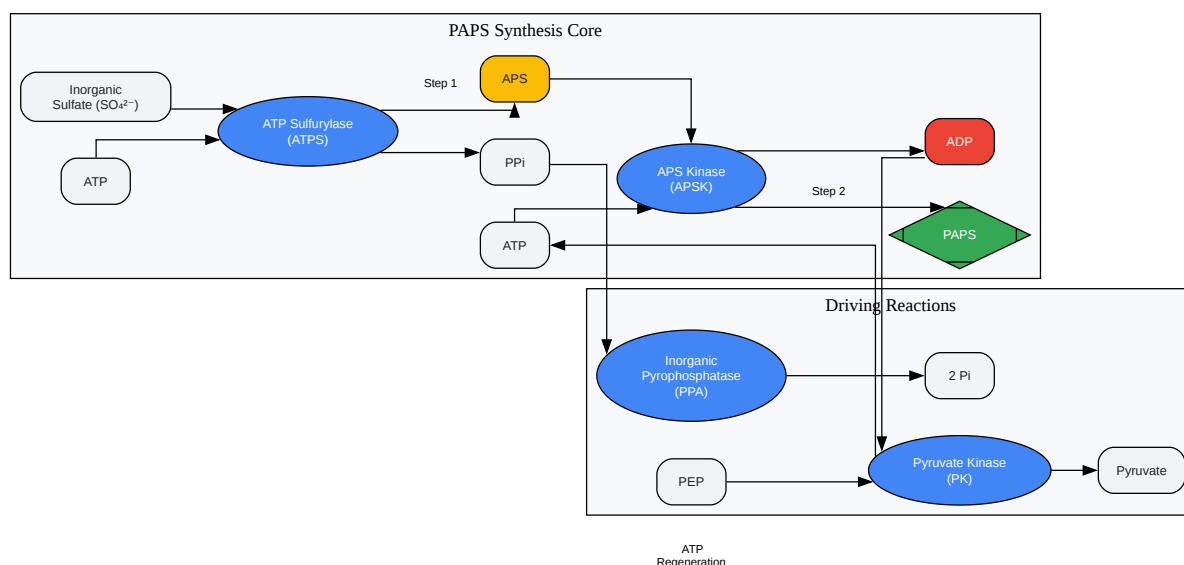 PAPS Synthesis Core
Inorganic
Sulfate (SO₄²⁻)
ATP
ATP Sulfurylase
(ATPS)
Step 1
APS
PPi
ATP
APS Kinase
(APSK)
Step 2
ADP
PAPS
Driving Reactions
Inorganic
Pyrophosphatase
(PPA)
2 Pi
PEP
Pyruvate Kinase
(PK)
Pyruvate
ATP
Regeneration